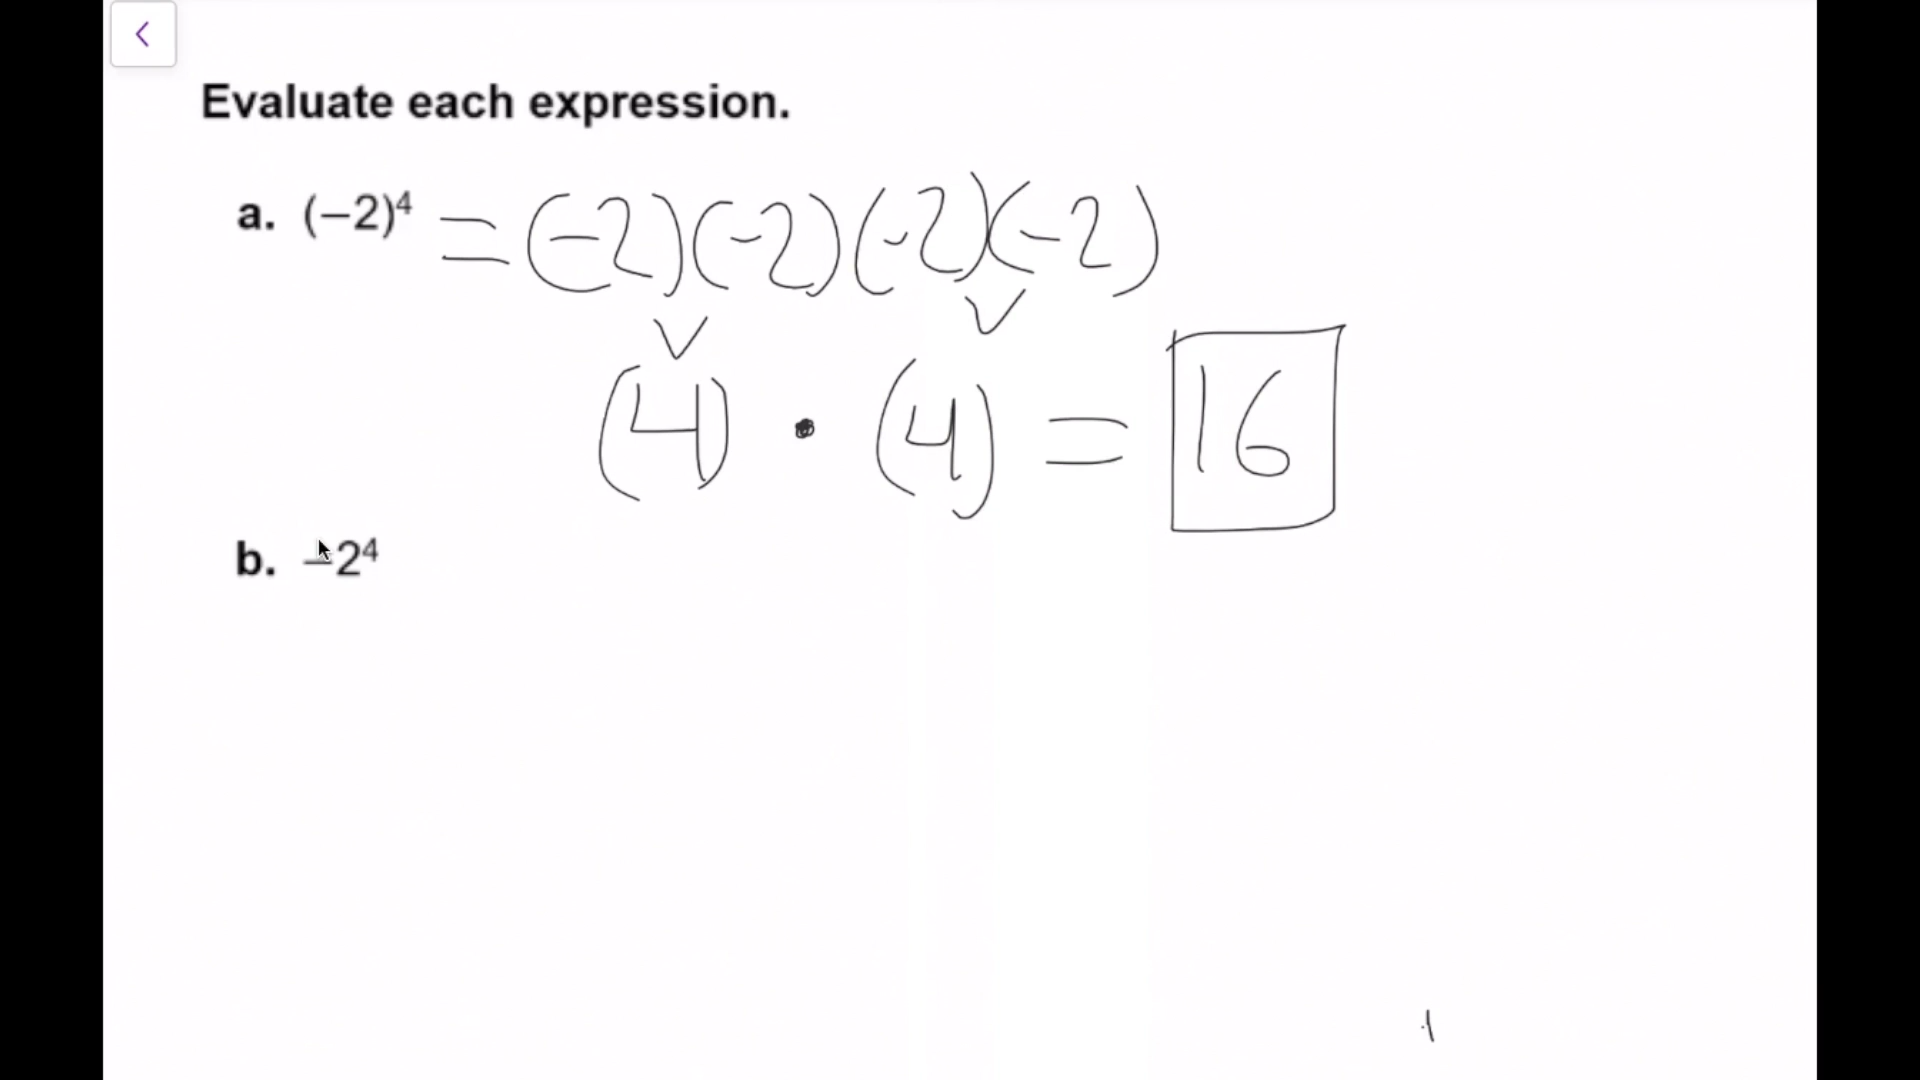 Evaluate each expression.
a. (−2)⁴ = (-2)(-2)(-2)(-2)
(4) • (4) = 16
b. −2⁴